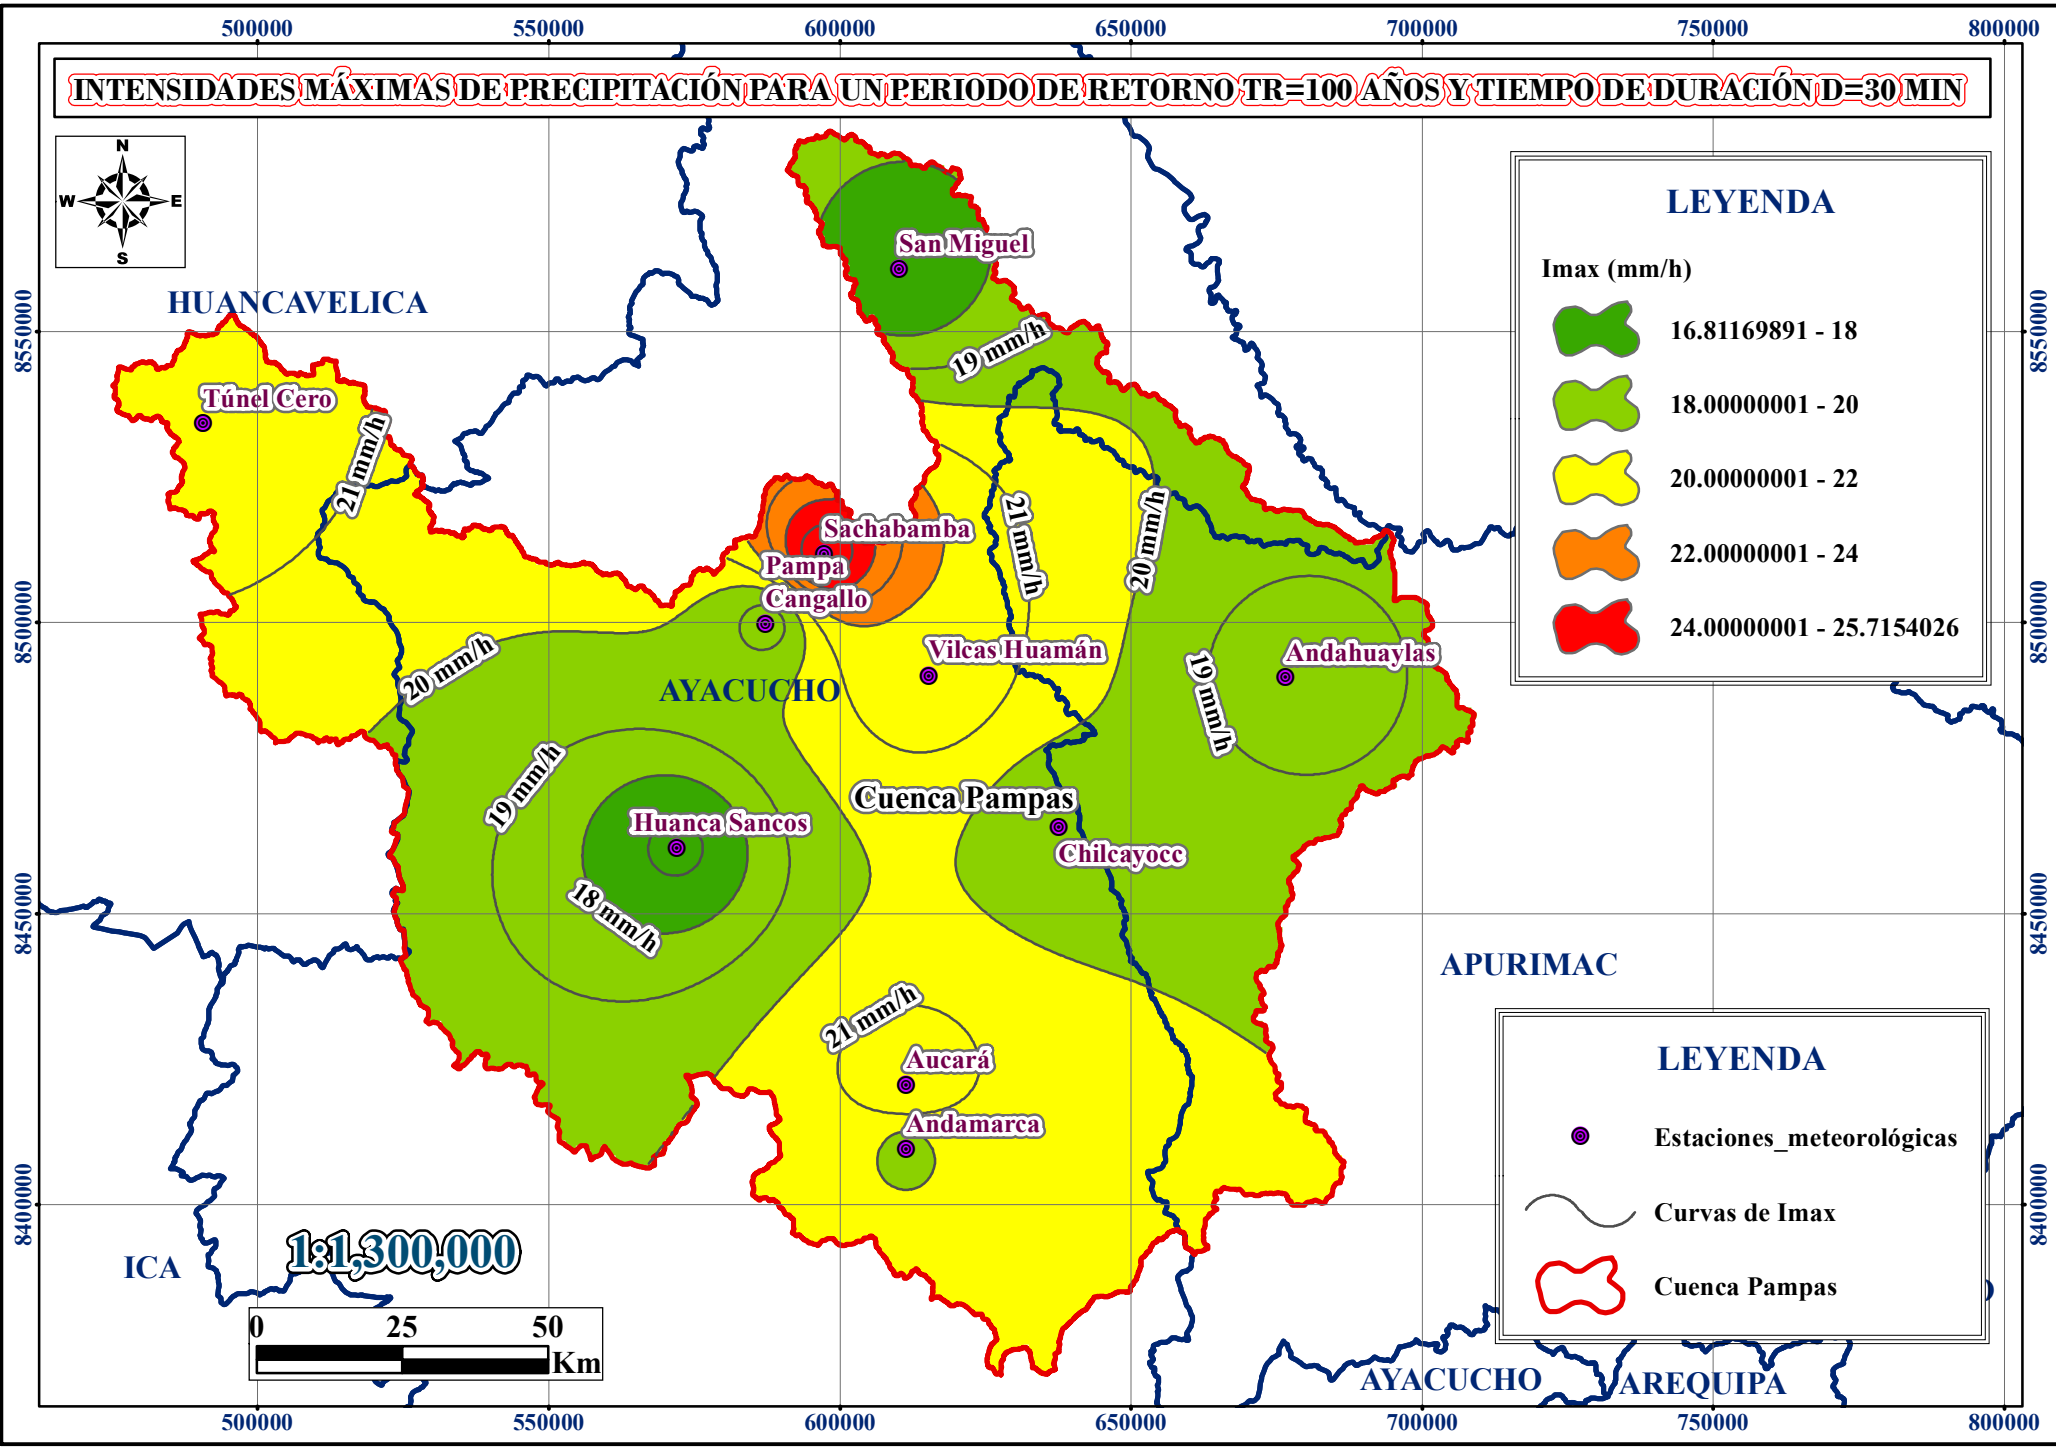 500000 550000 600000 650000 700000 750000 800000
INTENSIDADES MÁXIMAS DE PRECIPITACIÓN PARA UN PERIODO DE RETORNO TR=100 AÑOS Y TIEMPO DE DURACIÓN D=30 MIN
N
W E
S
LEYENDA
Imax (mm/h)
16.81169891 - 18
18.00000001 - 20
20.00000001 - 22
22.00000001 - 24
24.00000001 - 25.7154026
San Miguel
HUANCAVELICA
8550000
8550000
19 mm/h
Túnel Cero
21 mm/h
21 mm/h
20 mm/h
Sachabamba
Pampa
Cangallo
8500000
8500000
20 mm/h
Vilcas Huamán
Andahuaylas
19 mm/h
AYACUCHO
19 mm/h
Cuenca Pampas
Huanca Sancos
Chilcayocc
18 mm/h
8450000
8450000
APURIMAC
21 mm/h
Aucará
Andamarca
LEYENDA
Estaciones_meteorológicas
Curvas de Imax
Cuenca Pampas
8400000
8400000
ICA
1:1,300,000
0 25 50
Km
AYACUCHO
AREQUIPA
500000 550000 600000 650000 700000 750000 800000